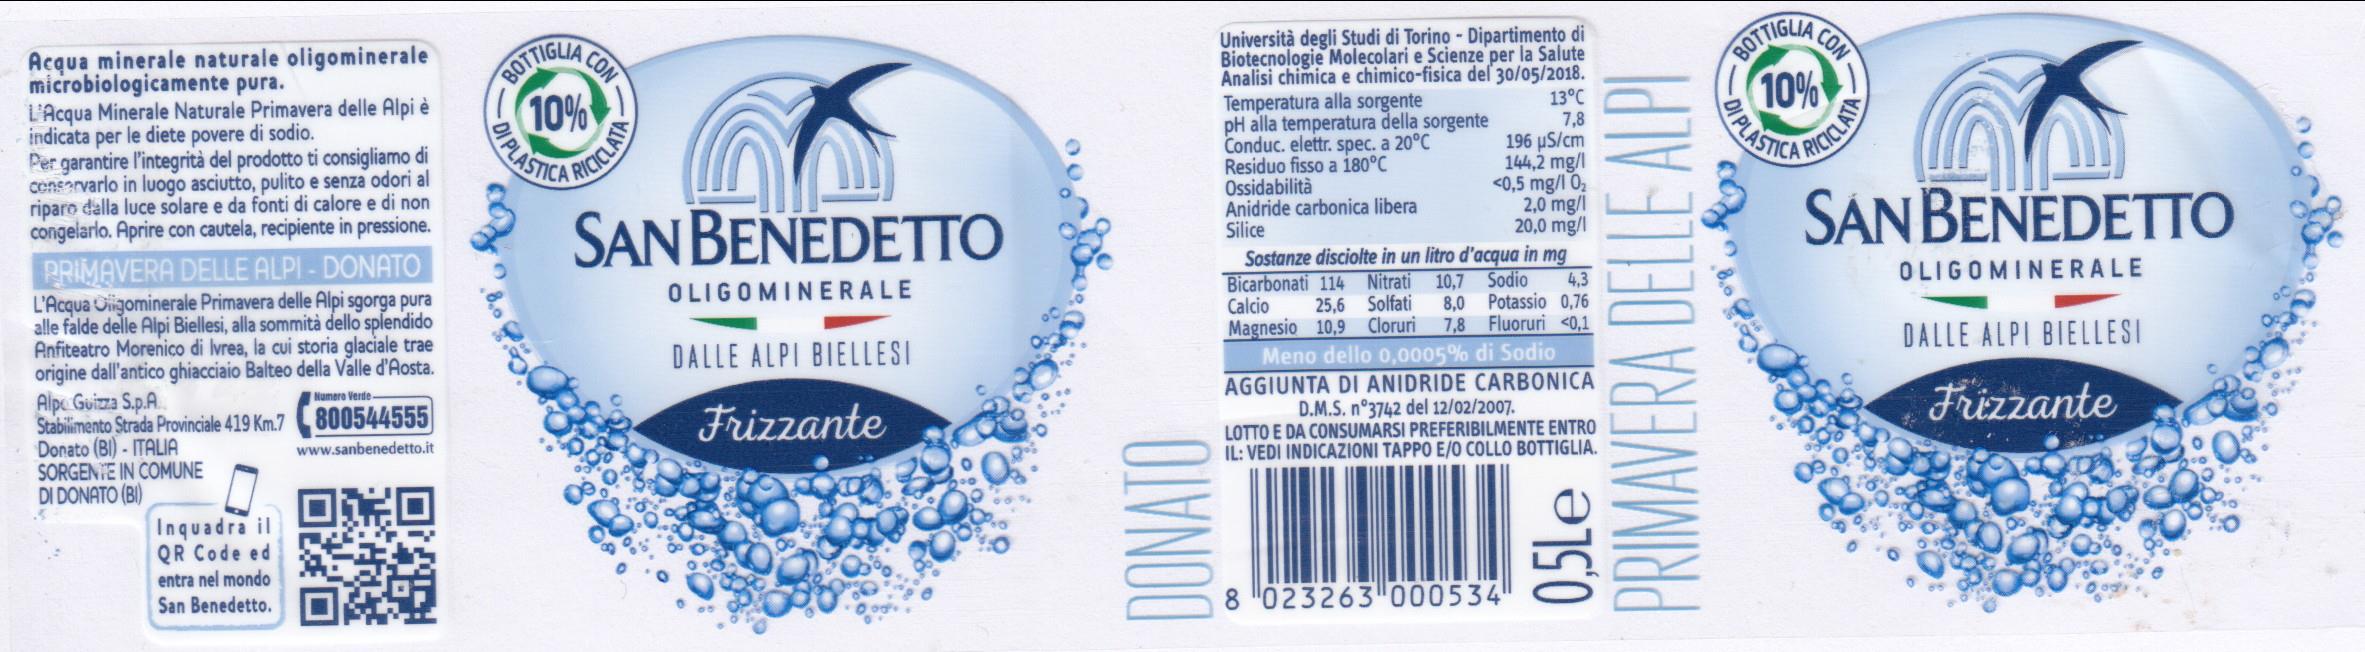 Acqua minerale naturale oligominerale
microbiologicamente pura.
L'Acqua Minerale Naturale Primavera delle Alpi è
indicata per le diete povere di sodio.
Per garantire l'integrità del prodotto ti consigliamo di
conservarlo in luogo asciutto, pulito e senza odori al
riparo dalla luce solare e da fonti di calore e di non
congelarlo. Aprire con cautela, recipiente in pressione.
PRIMAVERA DELLE ALPI - DONATO
L'Acqua Oligominerale Primavera delle Alpi sgorga pura
alle falde delle Alpi Biellesi, alla sommità dello splendido
Anfiteatro Morenico di Ivrea, la cui storia glaciale trae
origine dall'antico ghiacciaio Balteo della Valle d'Aosta.
Alpe Guizza S.p.A.
Stabilimento Strada Provinciale 419 Km.7
Donato (BI) - ITALIA
SORGENTE IN COMUNE
DI DONATO (BI)
Numero Verde
800544555
www.sanbenedetto.it
Inquadra il
QR Code ed
entra nel mondo
San Benedetto.
BOTTIGLIA CON
10%
DI PLASTICA RICICLATA
SAN BENEDETTO
OLIGOMINERALE
DALLE ALPI BIELLESI
Frizzante
DONATO
Università degli Studi di Torino - Dipartimento di
Biotecnologie Molecolari e Scienze per la Salute
Analisi chimica e chimico-fisica del 30/05/2018.
Temperatura alla sorgente 13°C
pH alla temperatura della sorgente 7,8
Conduc. elettr. spec. a 20°C 196 µS/cm
Residuo fisso a 180°C 144,2 mg/l
Ossidabilità <0,5 mg/l O₂
Anidride carbonica libera 2,0 mg/l
Silice 20,0 mg/l
Sostanze disciolte in un litro d'acqua in mg
Bicarbonati 114 Nitrati 10,7 Sodio 4,3
Calcio 25,6 Solfati 8,0 Potassio 0,76
Magnesio 10,9 Cloruri 7,8 Fluoruri <0,1
Meno dello 0,0005% di Sodio
AGGIUNTA DI ANIDRIDE CARBONICA
D.M.S. n°3742 del 12/02/2007.
LOTTO E DA CONSUMARSI PREFERIBILMENTE ENTRO
IL: VEDI INDICAZIONI TAPPO E/O COLLO BOTTIGLIA.
8 023263 000534
0,5L e
PRIMAVERA DELLE ALPI
BOTTIGLIA CON
10%
DI PLASTICA RICICLATA
SAN BENEDETTO
OLIGOMINERALE
DALLE ALPI BIELLESI
Frizzante